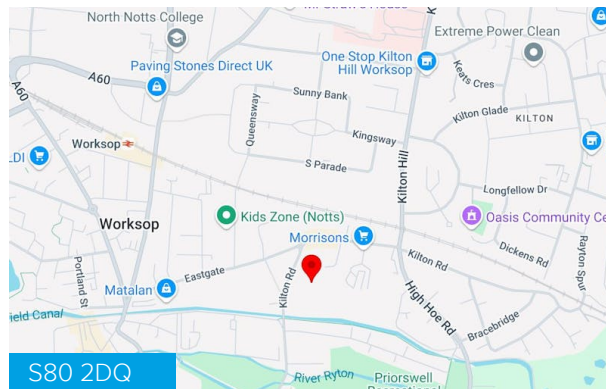 North Notts College
Extreme Power Clean
One Stop Kilton
Hill Worksop
A60
Paving Stones Direct UK
A60
Keats Cres
Sunny Bank
Queensway
Kilton Glade
KILTON
Kingsway
Worksop
S Parade
Kilton Hill
Longfellow Dr
Kids Zone (Notts)
Oasis Community Ce
Worksop
Morrisons
Dickens Rd
Rayton Spur
Kilton Rd
Portland St
Eastgate
Matalan
Kilton Rd
High Hoe Rd
Bracebridge
ield Canal
S80 2DQ
River Ryton
Priorswell